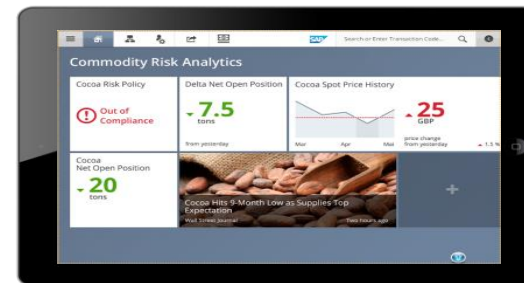 SAP
Search or Enter Transaction Code...
Commodity Risk Analytics
Cocoa Risk Policy
Out of
Compliance
Delta Net Open Position
7.5
tons
from yesterday
Cocoa Spot Price History
Mar Apr Mai
25
GBP
price change
from yesterday
1.5 %
Cocoa
Net Open Position
20
tons
Cocoa Hits 9-Month Low as Supplies Top
Expectation
Wall Street Journal Two hours ago
+